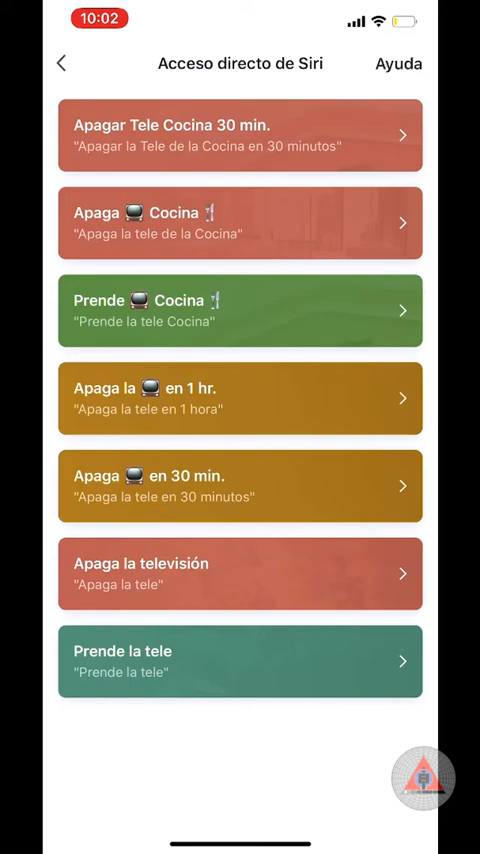 10:02
Acceso directo de Siri
Ayuda
Apagar Tele Cocina 30 min.
"Apagar la Tele de la Cocina en 30 minutos"
Apaga 📺 Cocina 🍴
"Apaga la tele de la Cocina"
Prende 📺 Cocina 🍴
"Prende la tele Cocina"
Apaga la 📺 en 1 hr.
"Apaga la tele en 1 hora"
Apaga 📺 en 30 min.
"Apaga la tele en 30 minutos"
Apaga la televisión
"Apaga la tele"
Prende la tele
"Prende la tele"